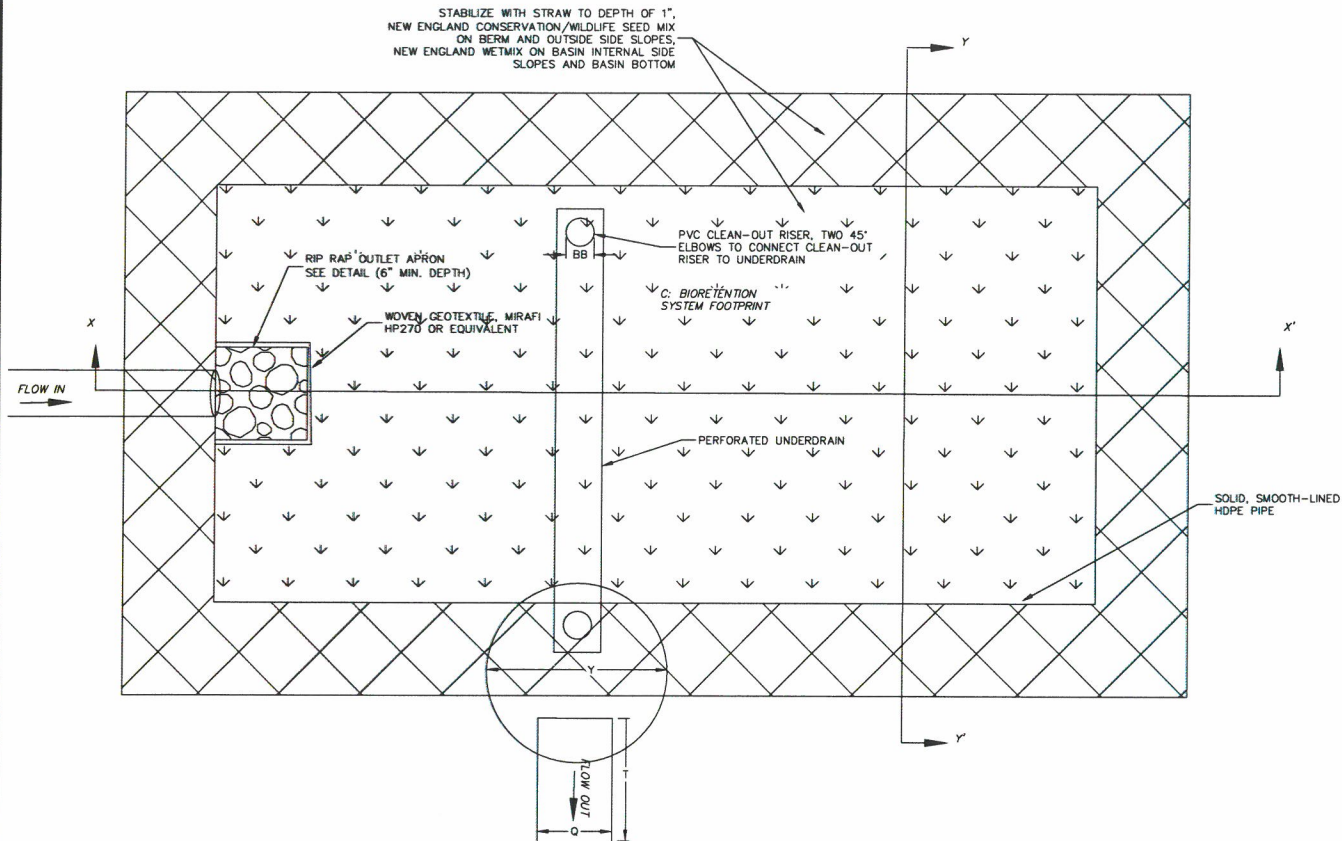 STABILIZE WITH STRAW TO DEPTH OF 1",
NEW ENGLAND CONSERVATION/WILDLIFE SEED MIX
ON BERM AND OUTSIDE SIDE SLOPES,
NEW ENGLAND WETMIX ON BASIN INTERNAL SIDE
SLOPES AND BASIN BOTTOM
Y
PVC CLEAN-OUT RISER, TWO 45°
ELBOWS TO CONNECT CLEAN-OUT
RISER TO UNDERDRAIN
BB
RIP RAP OUTLET APRON
SEE DETAIL (6" MIN. DEPTH)
C: BIORETENTION
SYSTEM FOOTPRINT
WOVEN GEOTEXTILE, MIRAFI
HP270 OR EQUIVALENT
X
X'
FLOW IN
PERFORATED UNDERDRAIN
SOLID, SMOOTH-LINED
HDPE PIPE
Y
Y'
FLOW OUT
T
Q